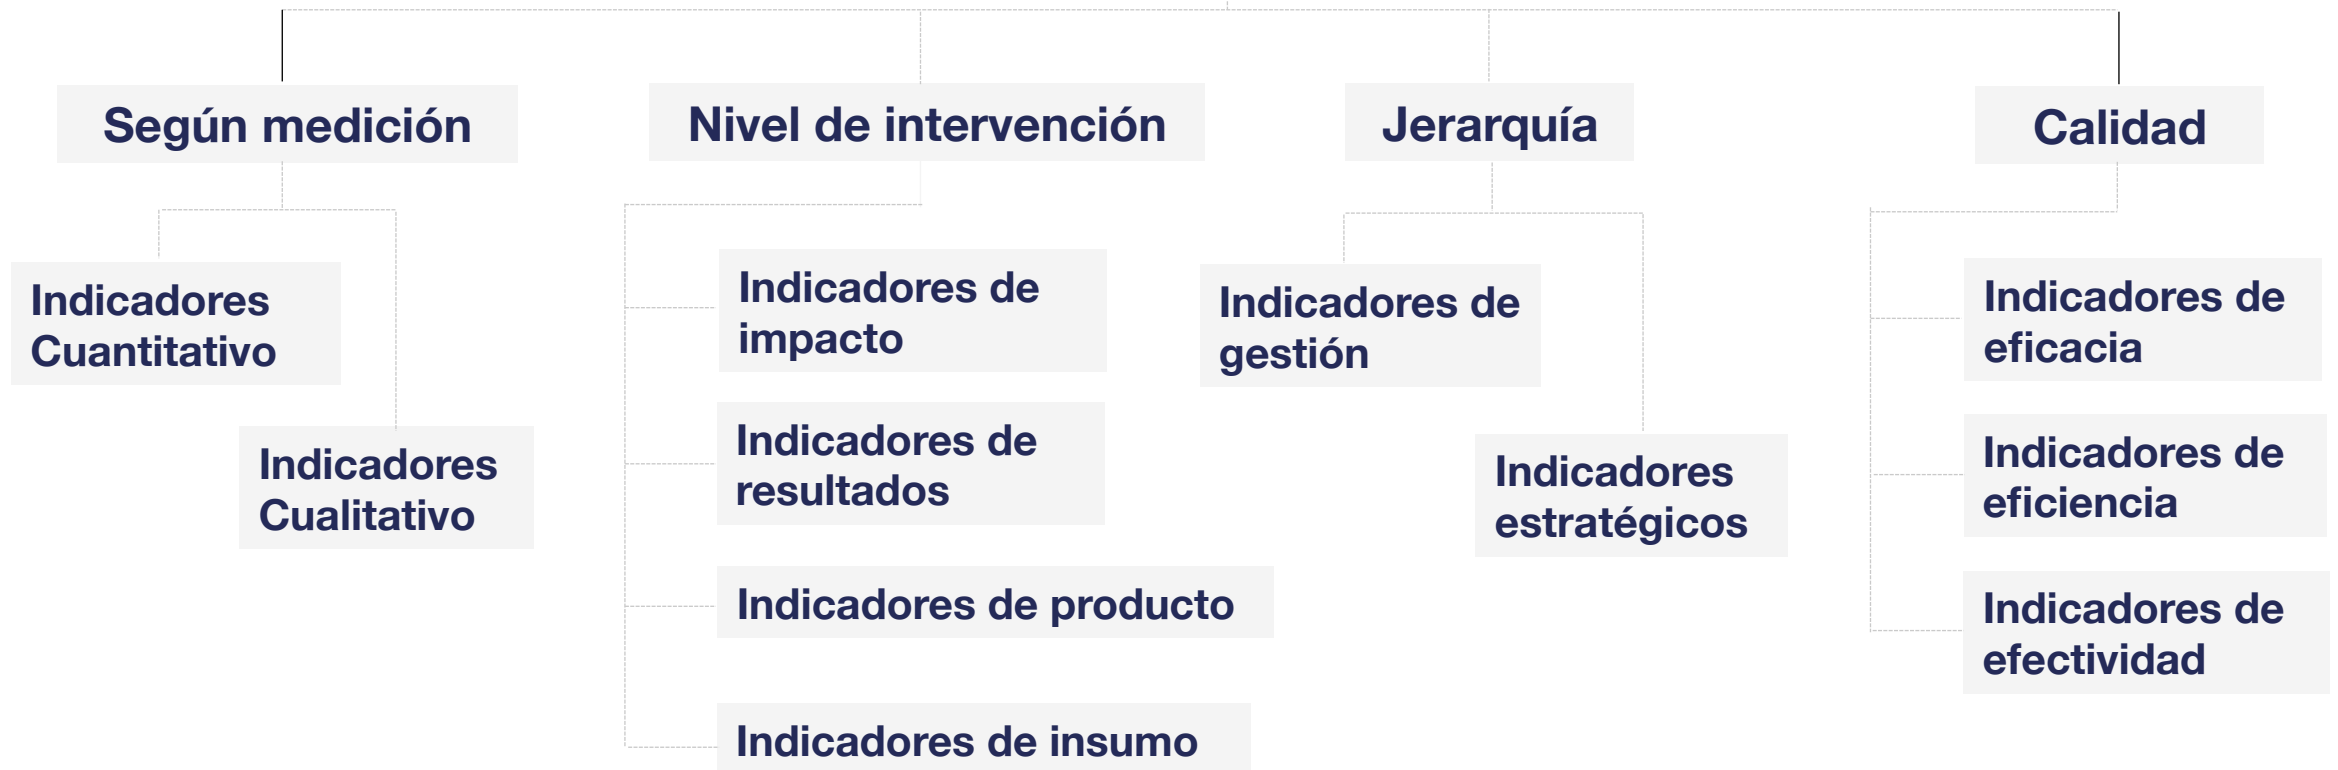 Según medición
Indicadores
Cuantitativo
Indicadores
Cualitativo
Nivel de intervención
Indicadores de
impacto
Indicadores de
resultados
Indicadores de producto
Indicadores de insumo
Jerarquía
Indicadores de
gestión
Indicadores
estratégicos
Calidad
Indicadores de
eficacia
Indicadores de
eficiencia
Indicadores de
efectividad